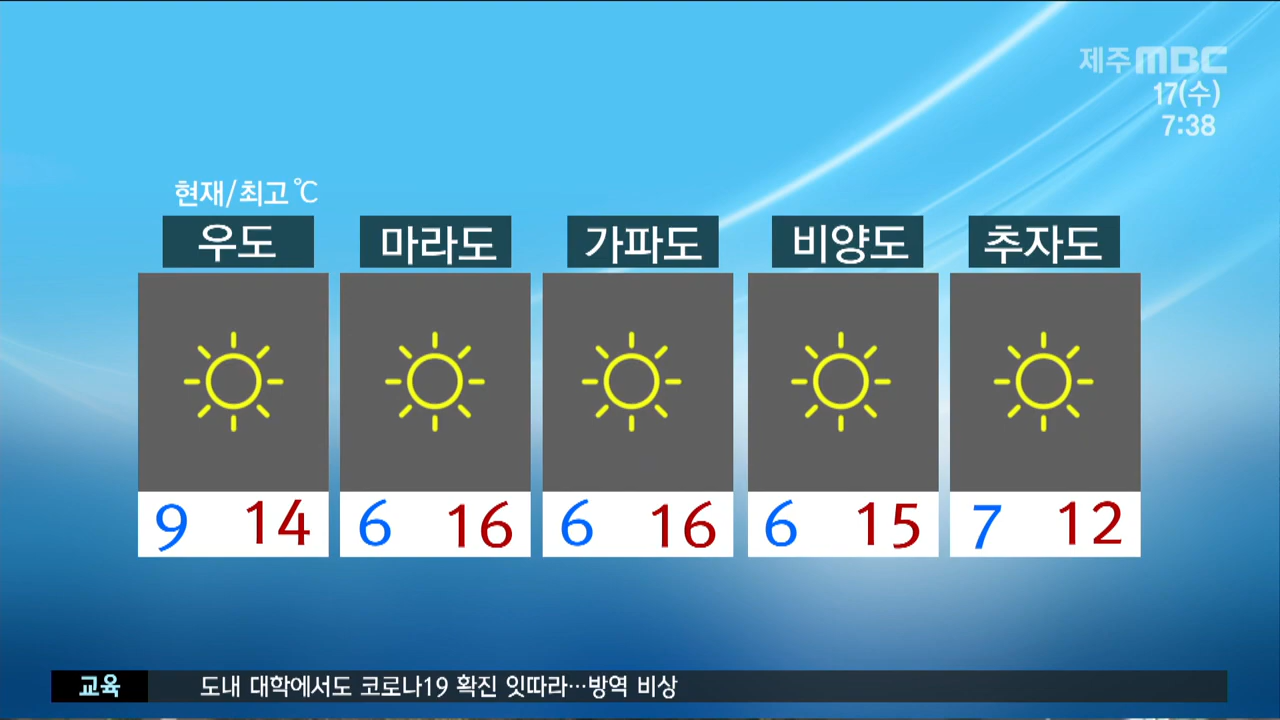 제주MBC
17(수)
7:38
현재/최고 ℃
우도 마라도 가파도 비양도 추자도
9 14 6 16 6 16 6 15 7 12
교육 도내 대학에서도 코로나19 확진 잇따라…방역 비상